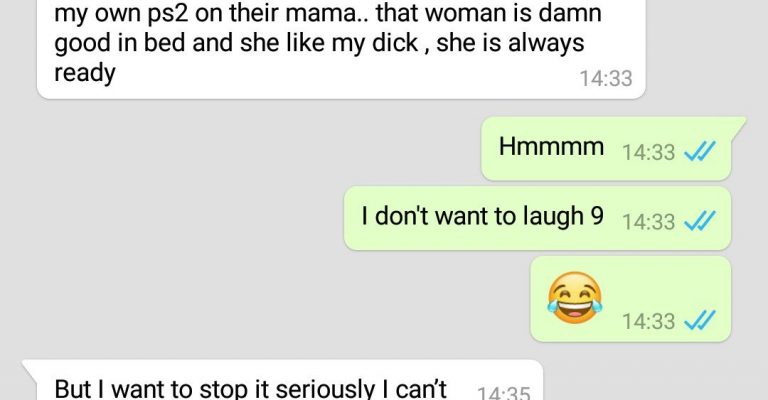 my own ps2 on their mama.. that woman is damn
good in bed and she like my dick , she is always
ready
14:33
Hmmmm 14:33
I don't want to laugh 9 14:33
😂
14:33
But I want to stop it seriously I can’t 14:35